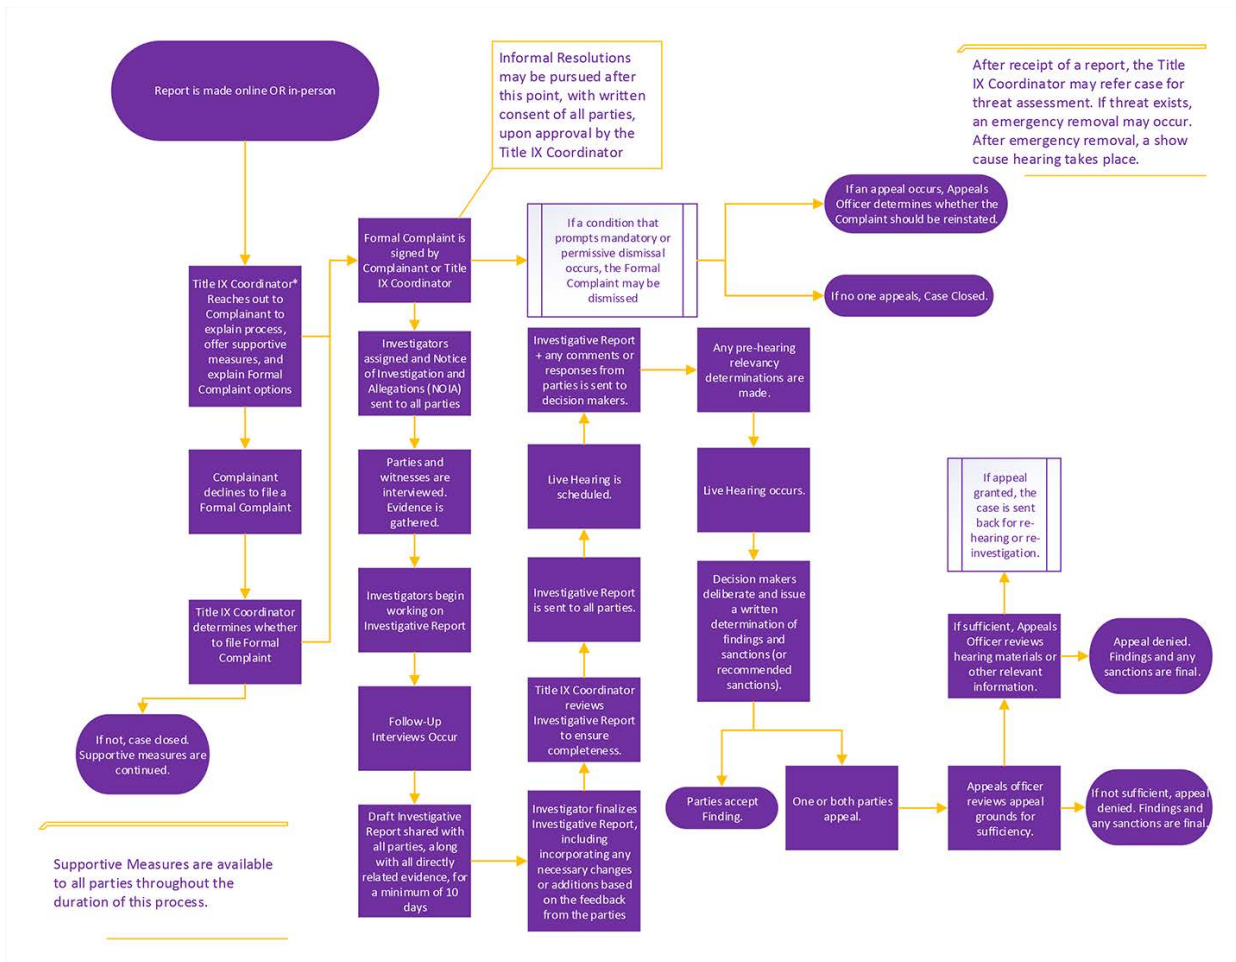 Report is made online OR in-person
Informal Resolutions
may be pursued after
this point, with written
consent of all parties,
upon approval by the
Title IX Coordinator
After receipt of a report, the Title
IX Coordinator may refer case for
threat assessment. If threat exists,
an emergency removal may occur.
After emergency removal, a show
cause hearing takes place.
Title IX Coordinator*
Reaches out to
Complainant to
explain process,
offer supportive
measures, and
explain Formal
Complaint options
Complainant
declines to file a
Formal Complaint
Title IX Coordinator
determines whether
to file Formal
Complaint
If not, case closed.
Supportive measures are
continued.
Supportive Measures are available
to all parties throughout the
duration of this process.
Formal Complaint is
signed by
Complainant or Title
IX Coordinator
If a condition that
prompts mandatory or
permissive dismissal
occurs, the Formal
Complaint may be
dismissed
If an appeal occurs, Appeals
Officer determines whether the
Complaint should be reinstated.
If no one appeals, Case Closed.
Investigators
assigned and Notice
of Investigation and
Allegations (NOIA)
sent to all parties
Parties and
witnesses are
interviewed.
Evidence is
gathered.
Investigators begin
working on
Investigative Report
Follow-Up
Interviews Occur
Draft Investigative
Report shared with
all parties, along
with all directly
related evidence, for
a minimum of 10
days
Investigator finalizes
Investigative Report,
including
incorporating any
necessary changes
or additions based
on the feedback
from the parties
Title IX Coordinator
reviews
Investigative Report
to ensure
completeness.
Investigative Report
is sent to all parties.
Live Hearing is
scheduled.
Investigative Report
+ any comments or
responses from
parties is sent to
decision makers.
Any pre-hearing
relevancy
determinations are
made.
Live Hearing occurs.
Decision makers
deliberate and issue
a written
determination of
findings and
sanctions (or
recommended
sanctions).
Parties accept
Finding.
One or both parties
appeal.
Appeals officer
reviews appeal
grounds for
sufficiency.
If not sufficient, appeal
denied. Findings and
any sanctions are final.
If sufficient, Appeals
Officer reviews
hearing materials or
other relevant
information.
Appeal denied.
Findings and any
sanctions are final.
If appeal
granted, the
case is sent
back for re-
hearing or re-
investigation.